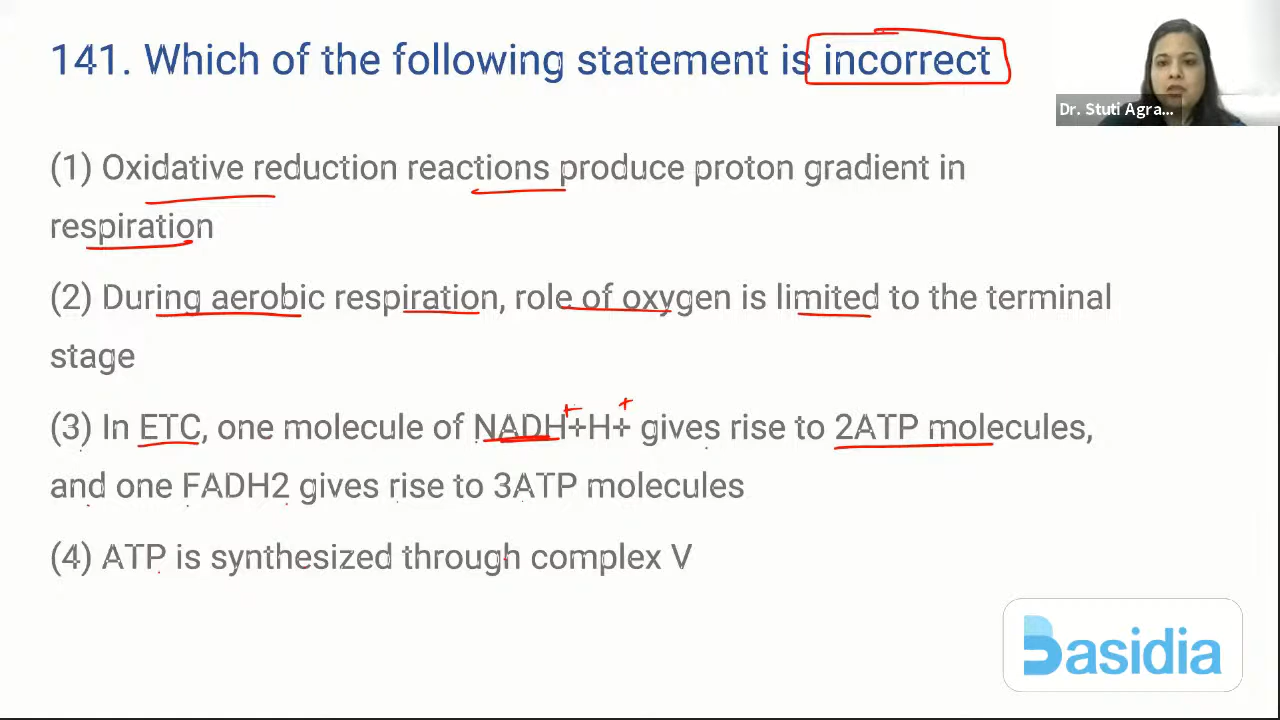 141. Which of the following statement is incorrect
Dr. Stuti Agra...
(1) Oxidative reduction reactions produce proton gradient in
respiration
(2) During aerobic respiration, role of oxygen is limited to the terminal
stage
+ +
(3) In ETC, one molecule of NADH+H+ gives rise to 2ATP molecules,
and one FADH2 gives rise to 3ATP molecules
(4) ATP is synthesized through complex V
Basidia